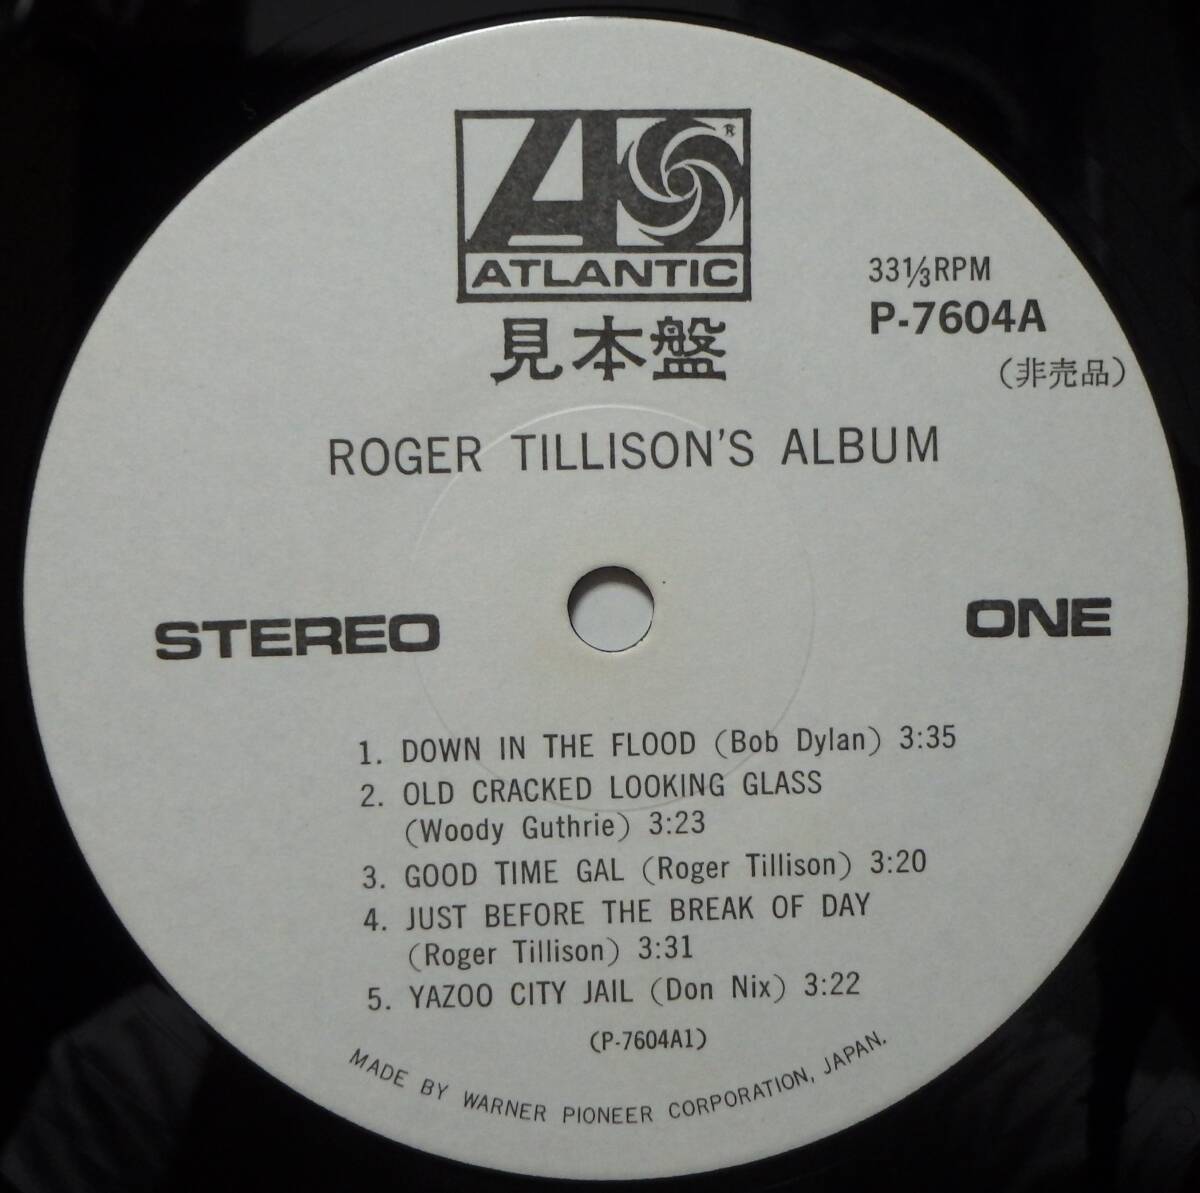 ATLANTIC
®
見本盤
33⅓RPM
P-7604A
（非売品）
ROGER TILLISON'S ALBUM
STEREO
ONE
1. DOWN IN THE FLOOD (Bob Dylan) 3:35
2. OLD CRACKED LOOKING GLASS
(Woody Guthrie) 3:23
3. GOOD TIME GAL (Roger Tillison) 3:20
4. JUST BEFORE THE BREAK OF DAY
(Roger Tillison) 3:31
5. YAZOO CITY JAIL (Don Nix) 3:22
(P-7604A1)
MADE BY WARNER PIONEER CORPORATION, JAPAN.